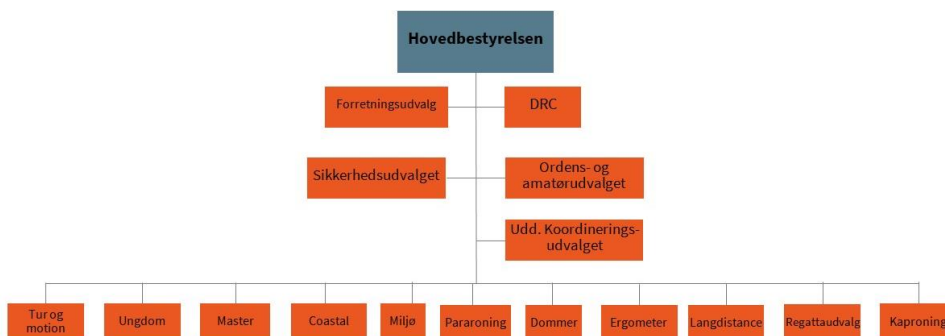 Hovedbestyrelsen
Forretningsudvalg
DRC
Sikkerhedsudvalget
Ordens- og
amatørudvalget
Udd. Koordinerings-
udvalget
Tur og
motion
Ungdom
Master
Coastal
Miljø
Pararoning
Dommer
Ergometer
Langdistance
Regattaudvalg
Kaproning